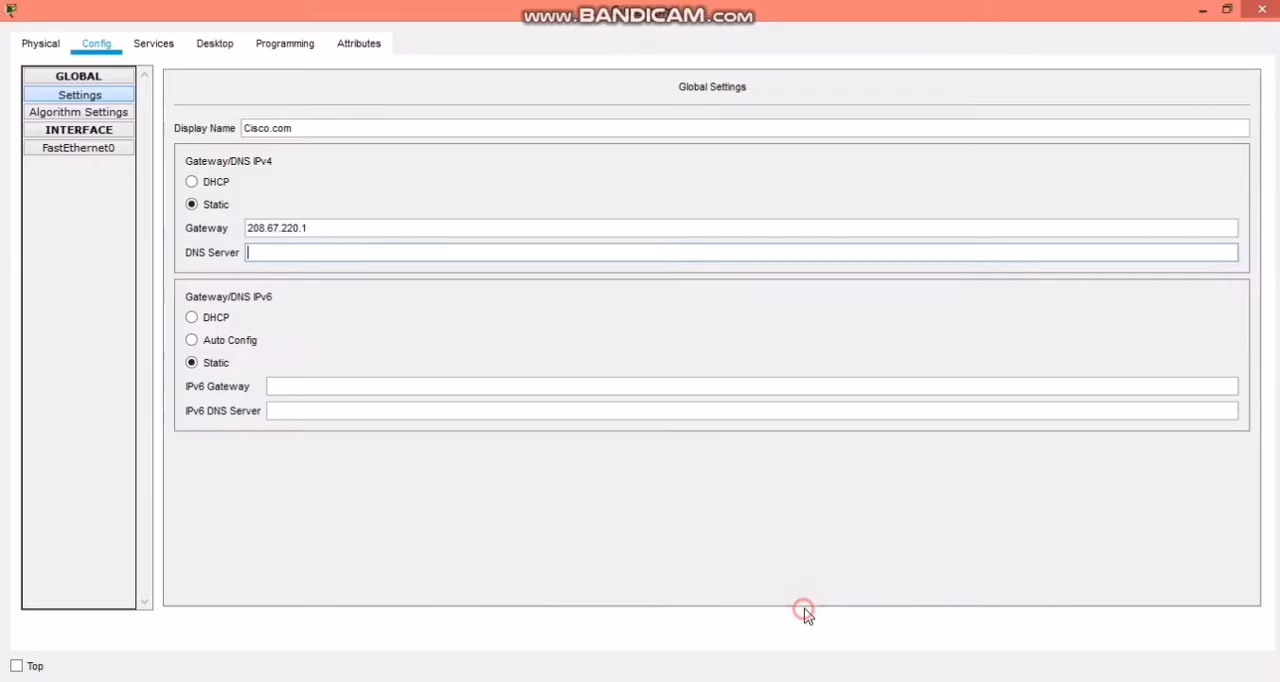 www.BANDICAM.com
Physical Config Services Desktop Programming Attributes
GLOBAL
Settings
Algorithm Settings
INTERFACE
FastEthernet0
Global Settings
Display Name Cisco.com
Gateway/DNS IPv4
DHCP
Static
Gateway 208.67.220.1
DNS Server
Gateway/DNS IPv6
DHCP
Auto Config
Static
IPv6 Gateway
IPv6 DNS Server
Top